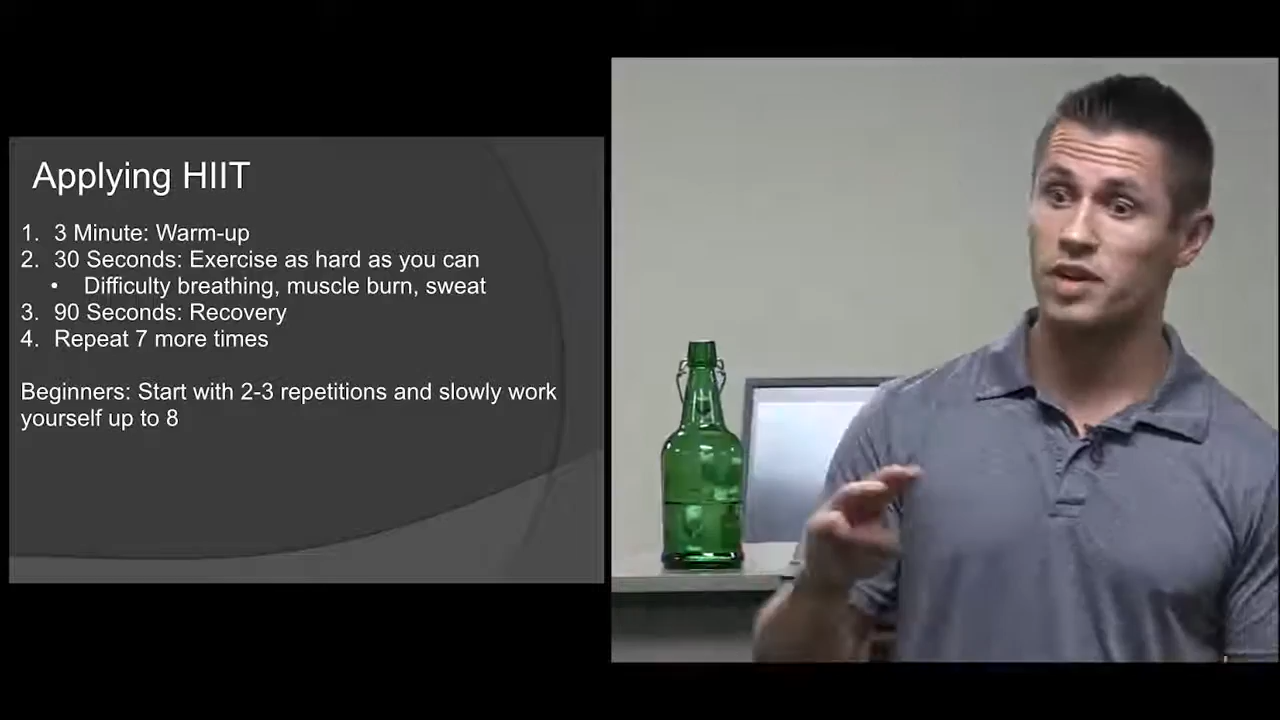 Applying HIIT
1. 3 Minute: Warm-up
2. 30 Seconds: Exercise as hard as you can
• Difficulty breathing, muscle burn, sweat
3. 90 Seconds: Recovery
4. Repeat 7 more times
Beginners: Start with 2-3 repetitions and slowly work
yourself up to 8